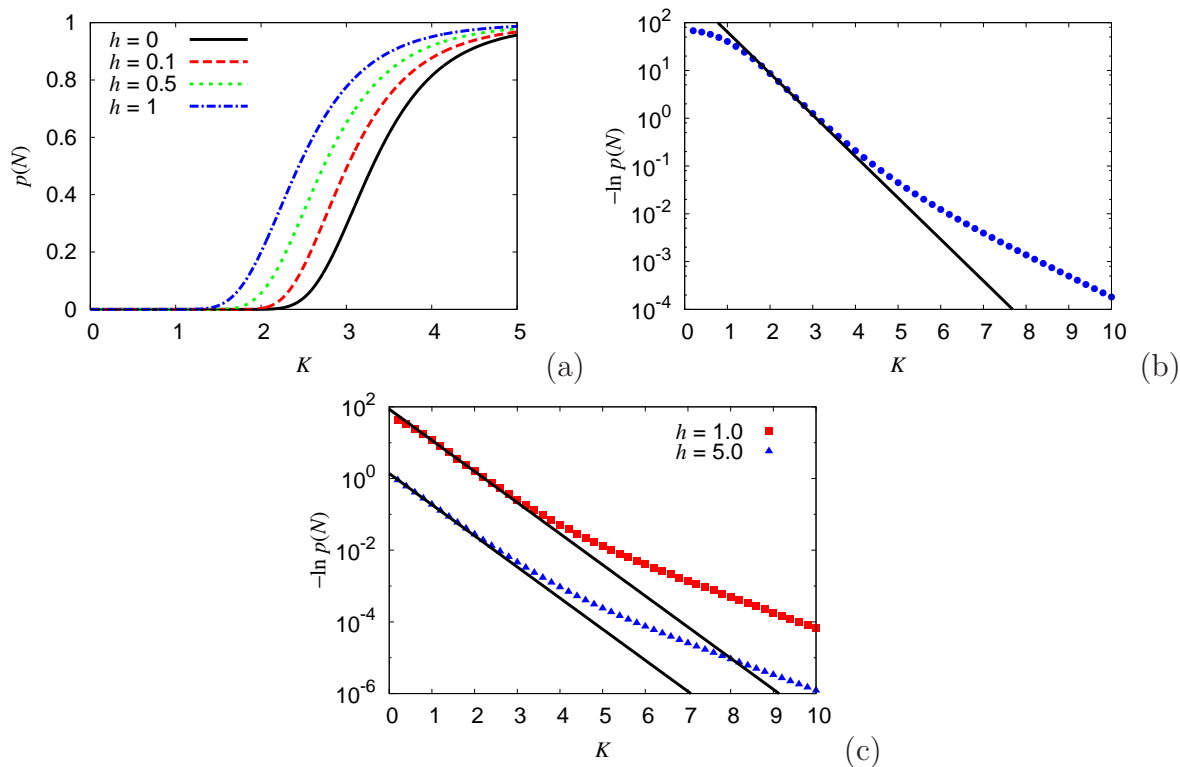 1
0.8
0.6
0.4
0.2
0
p(N)
h = 0
h = 0.1
h = 0.5
h = 1
0 1 2 3 4 5
K
(a)
10^2
10^1
10^0
10^-1
10^-2
10^-3
10^-4
−ln p(N)
0 1 2 3 4 5 6 7 8 9 10
K
(b)
10^2
10^0
10^-2
10^-4
10^-6
−ln p(N)
h = 1.0
h = 5.0
0 1 2 3 4 5 6 7 8 9 10
K
(c)